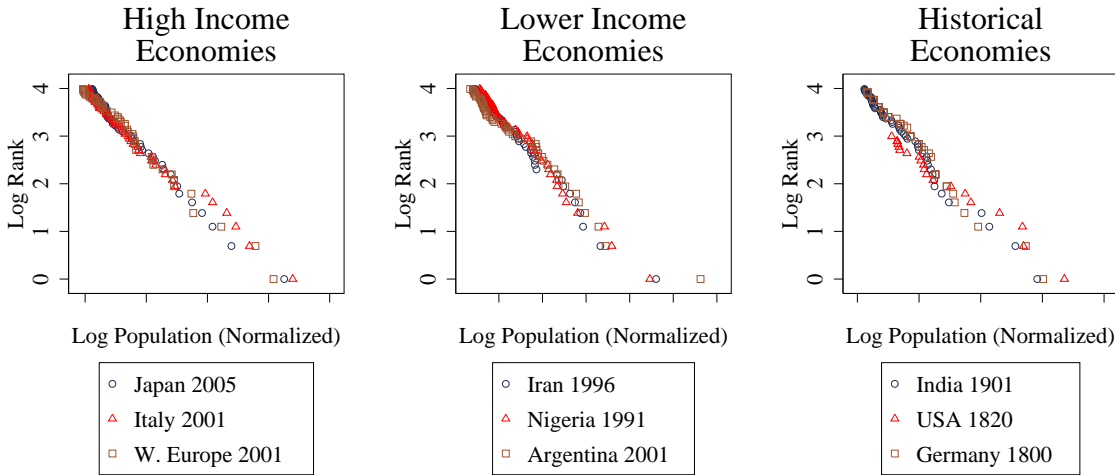 High Income
Economies
4
3
2
1
0
Log Rank
Log Population (Normalized)
Japan 2005
Italy 2001
W. Europe 2001
Lower Income
Economies
4
3
2
1
0
Log Rank
Log Population (Normalized)
Iran 1996
Nigeria 1991
Argentina 2001
Historical
Economies
4
3
2
1
0
Log Rank
Log Population (Normalized)
India 1901
USA 1820
Germany 1800